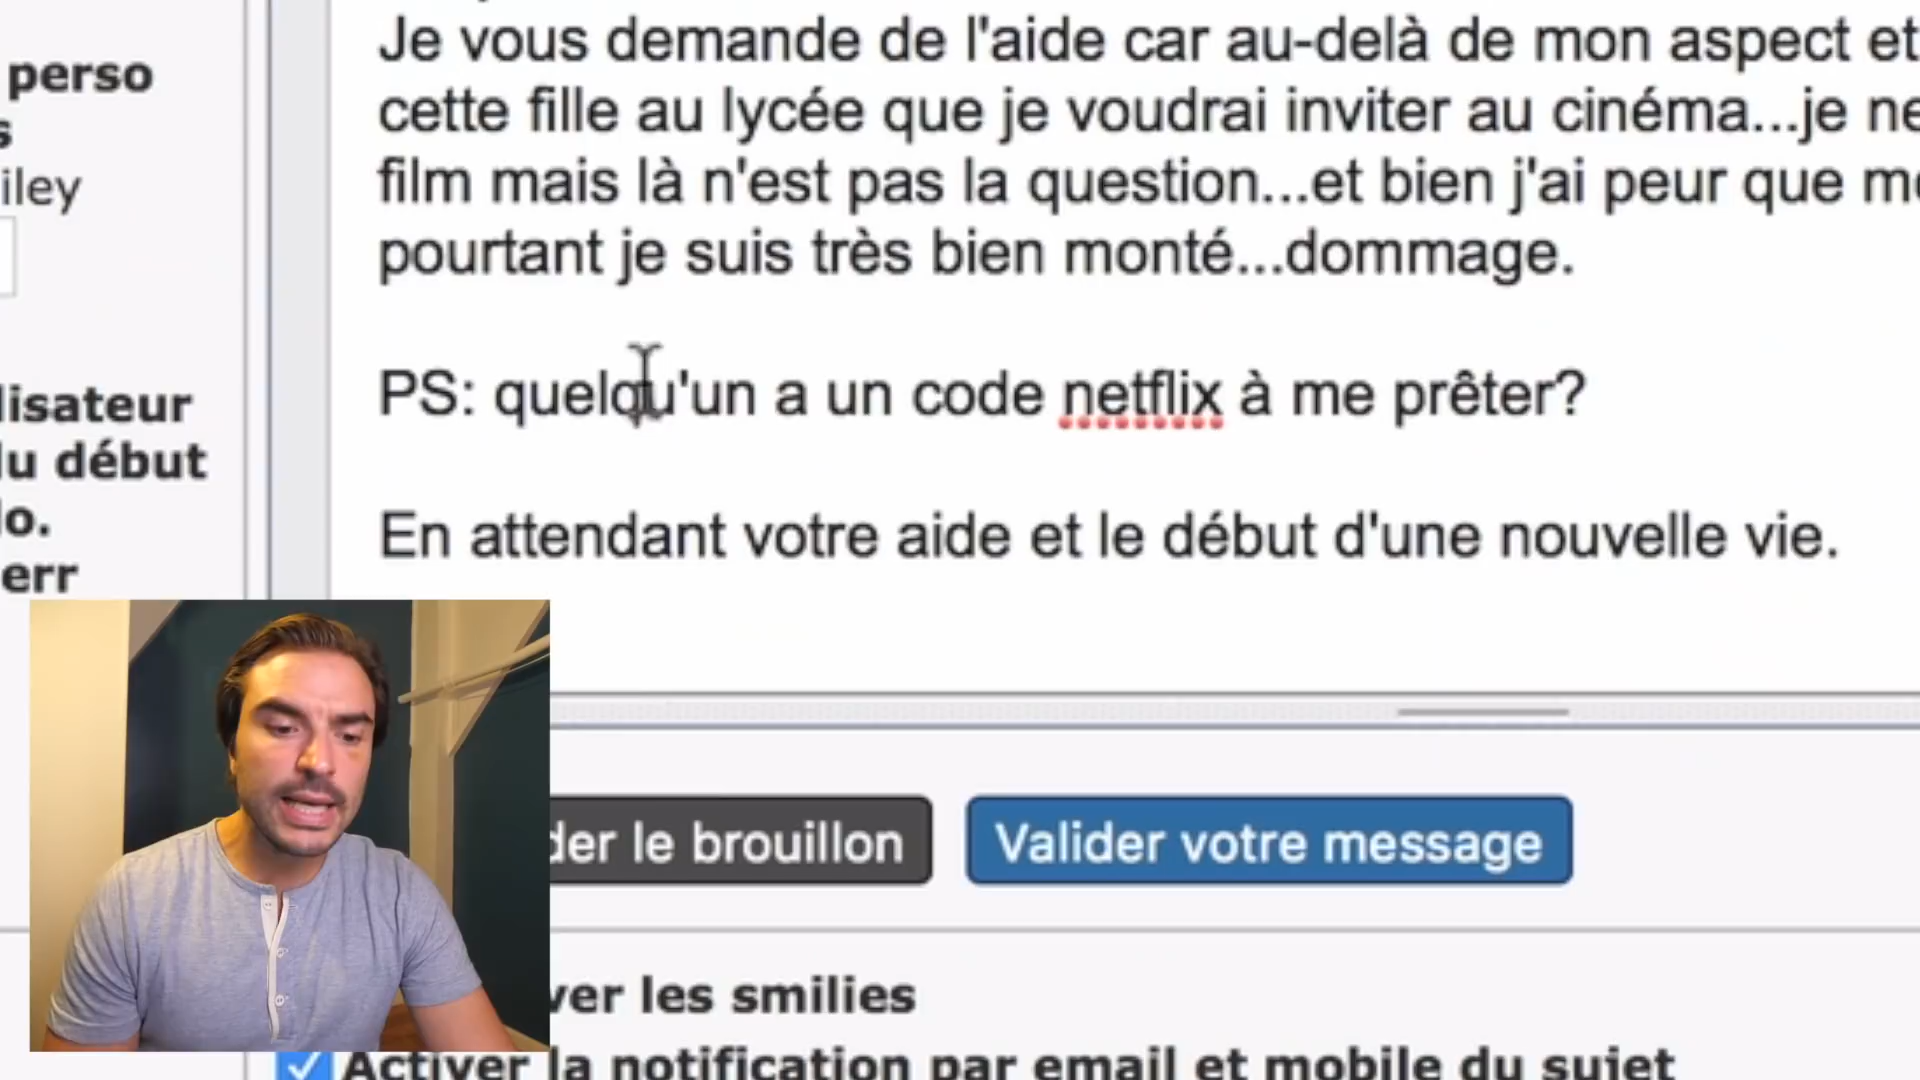 Je vous demande de l'aide car au-delà de mon aspect et
cette fille au lycée que je voudrai inviter au cinéma...je ne
film mais là n'est pas la question...et bien j'ai peur que
pourtant je suis très bien monté...dommage.
PS: quelqu'un a un code netflix à me prêter?
En attendant votre aide et le début d'une nouvelle vie.
perso
iley
lisateur
du début
lo.
err
der le brouillon
Valider votre message
ver les smilies
Activer la notification par email et mobile du sujet